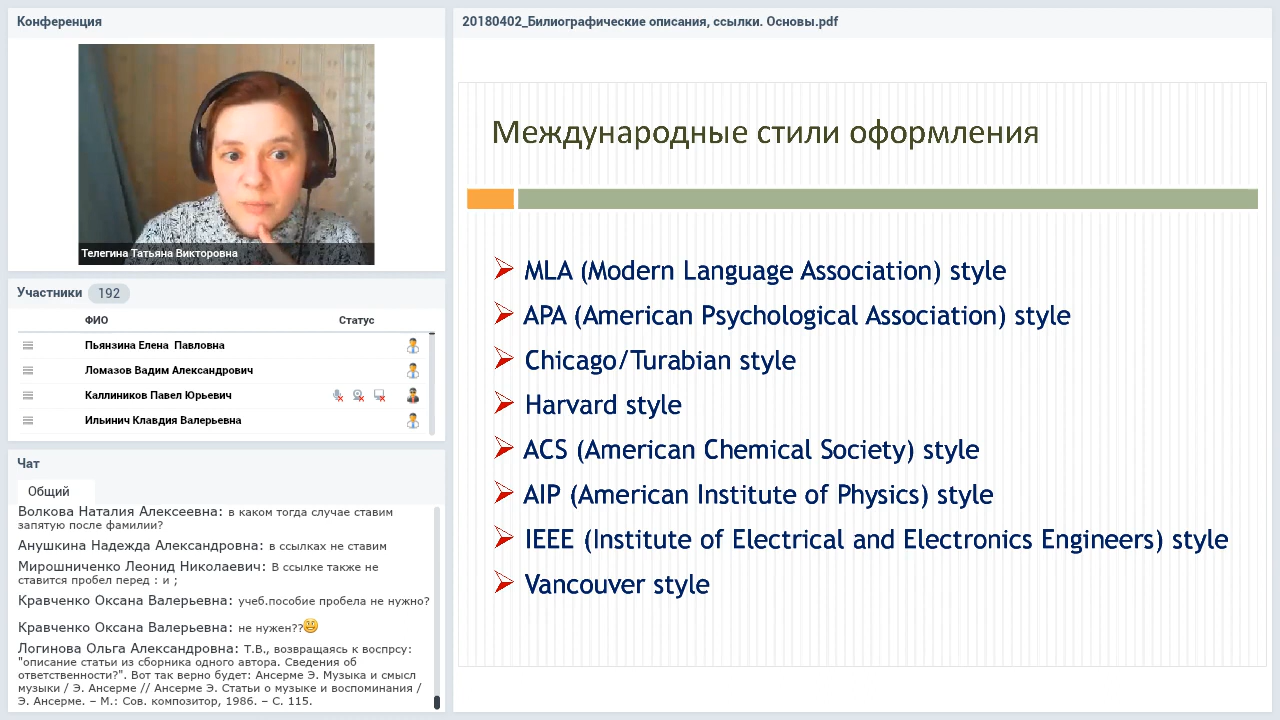 Конференция
Телегина Татьяна Викторовна
Участники 192
ФИО Статус
Пьянзина Елена Павловна
Ломазов Вадим Александрович
Каллиников Павел Юрьевич
Ильинич Клавдия Валерьевна
Чат
Общий
Волкова Наталия Алексеевна: в каком тогда случае ставим
запятую после фамилии?
Анушкина Надежда Александровна: в ссылках не ставим
Мирошниченко Леонид Николаевич: В ссылке также не
ставится пробел перед : и ;
Кравченко Оксана Валерьевна: учеб.пособие пробела не нужно?
Кравченко Оксана Валерьевна: не нужен??
Логинова Ольга Александровна: Т.В., возвращаясь к воспрсу:
"описание статьи из сборника одного автора. Сведения об
ответственности?". Вот так верно будет: Ансерме Э. Музыка и смысл
музыки / Э. Ансерме // Ансерме Э. Статьи о музыке и воспоминания /
Э. Ансерме. – М.: Сов. композитор, 1986. – С. 115.
20180402_Билиографические описания, ссылки. Основы.pdf
Международные стили оформления
MLA (Modern Language Association) style
APA (American Psychological Association) style
Chicago/Turabian style
Harvard style
ACS (American Chemical Society) style
AIP (American Institute of Physics) style
IEEE (Institute of Electrical and Electronics Engineers) style
Vancouver style